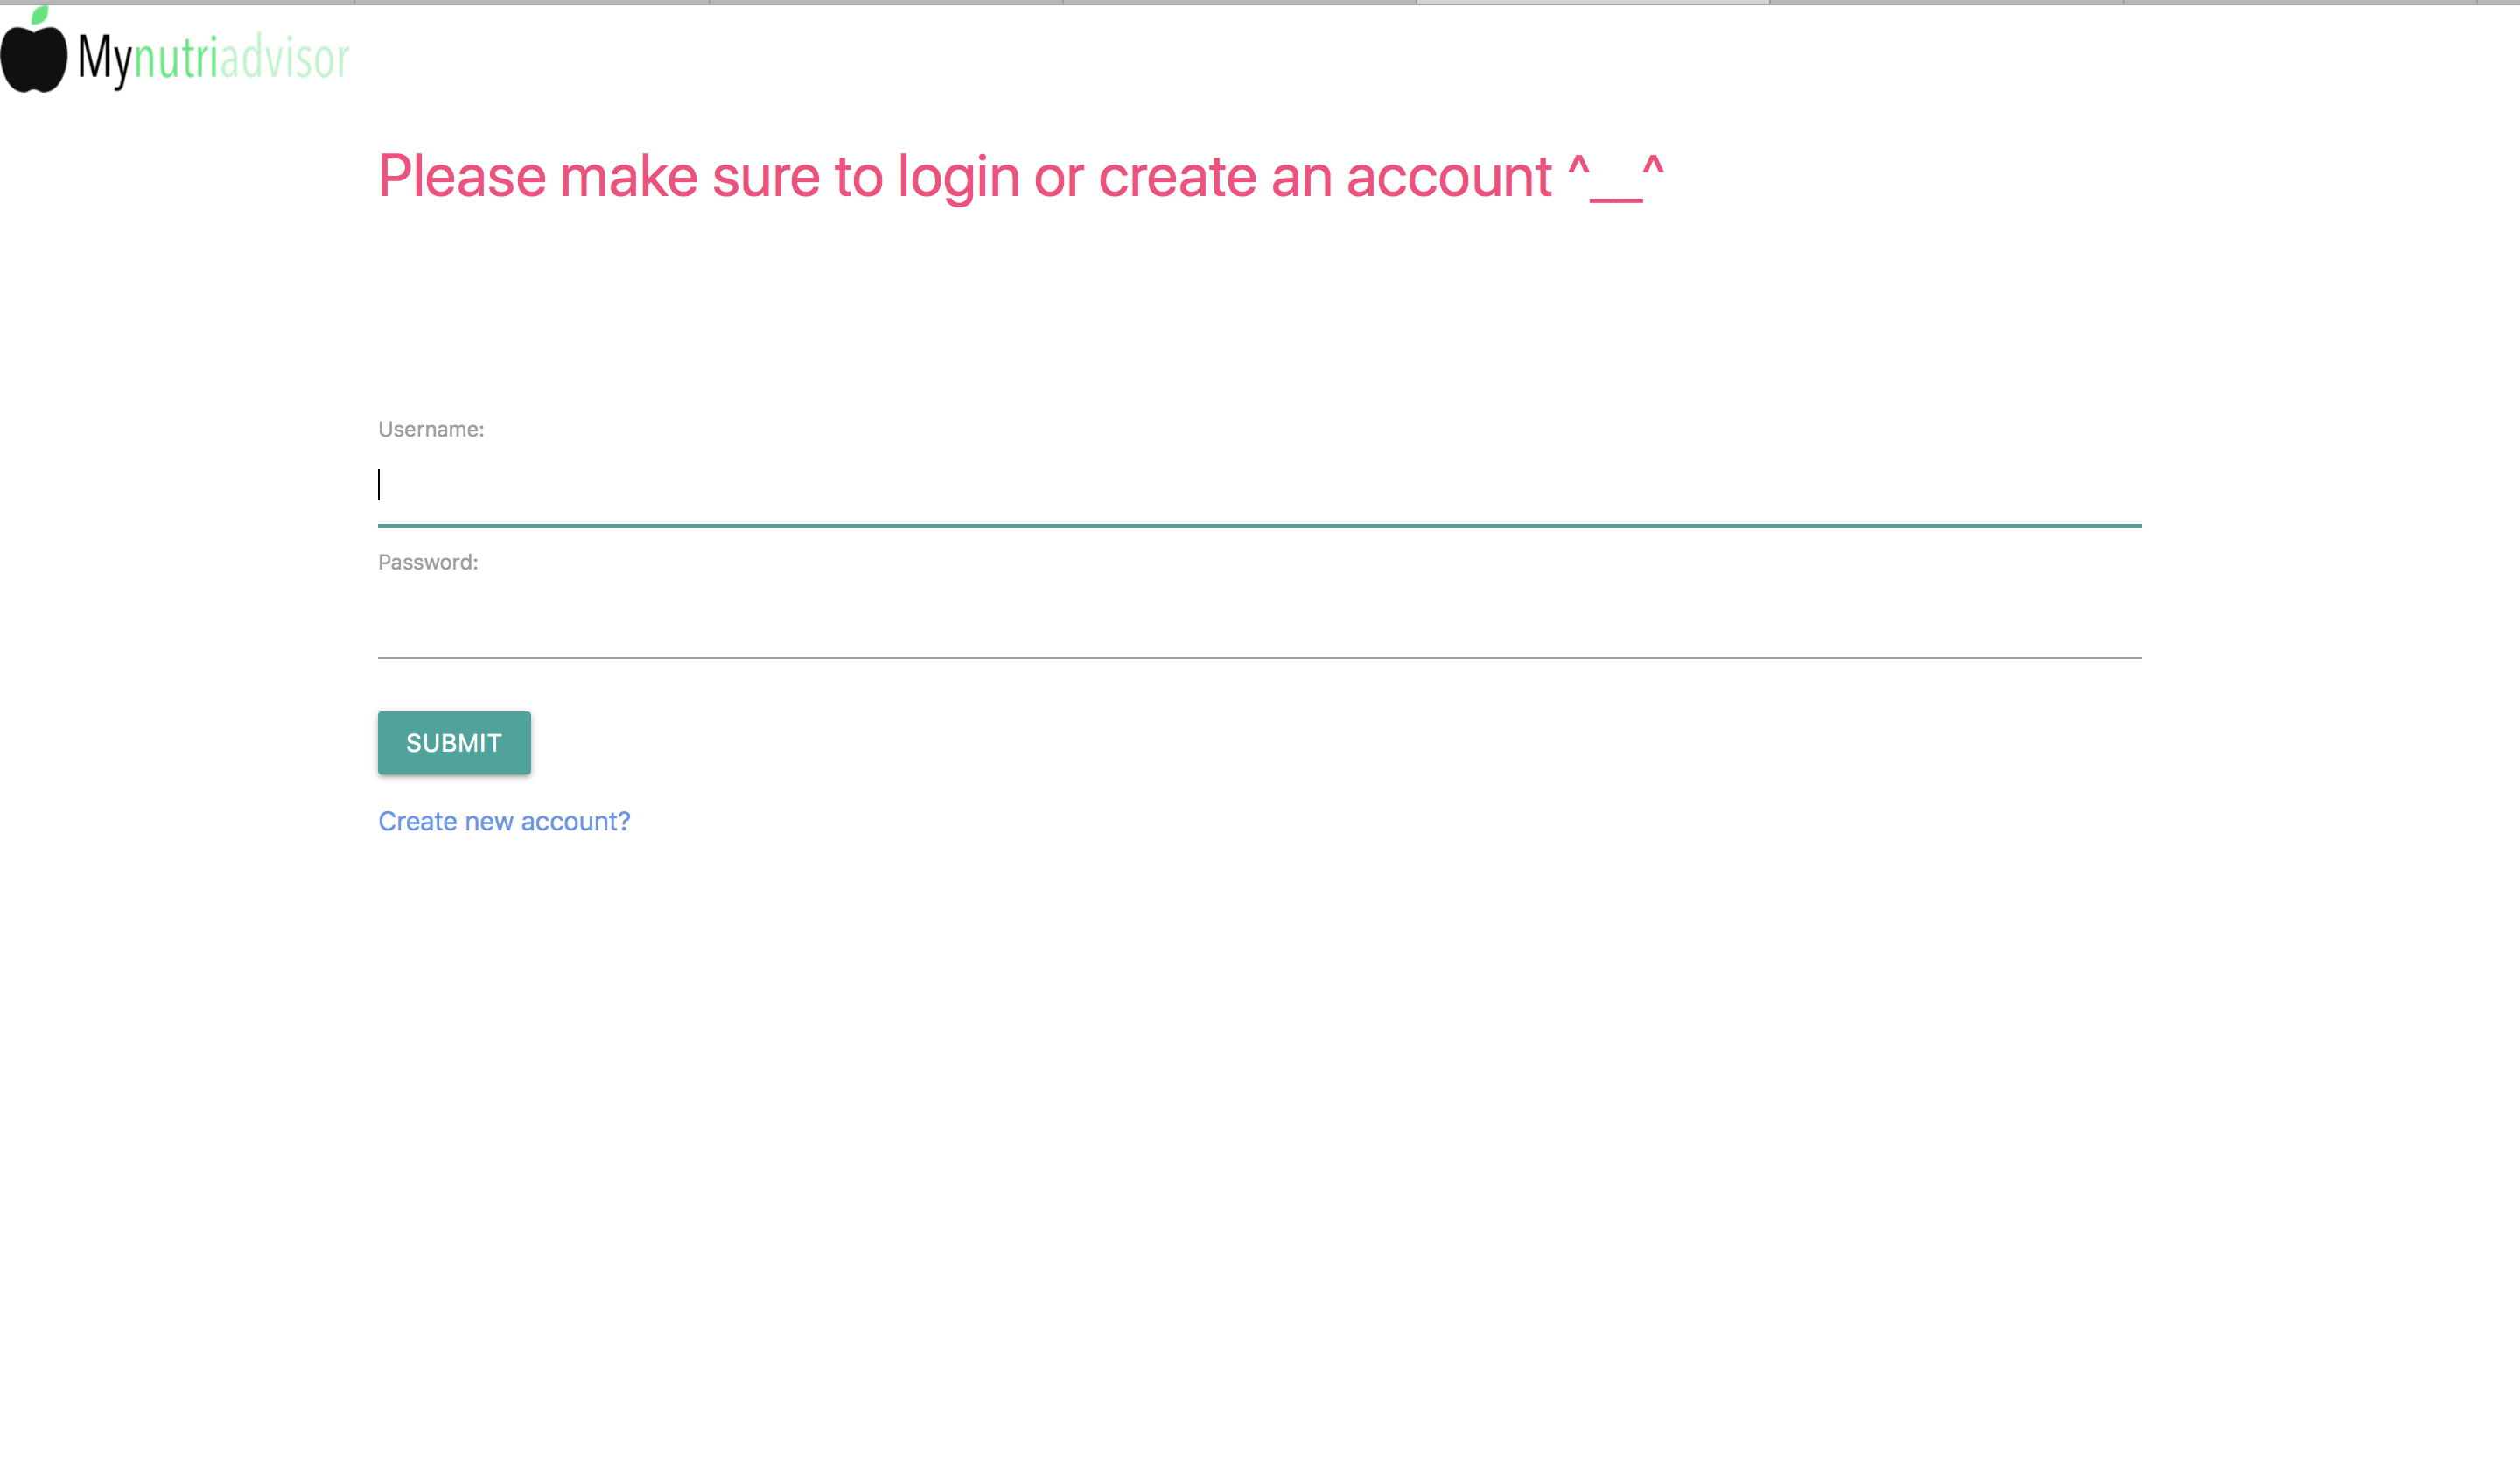 Mynutriadvisor
Please make sure to login or create an account ^__^
Username:
Password:
SUBMIT
Create new account?